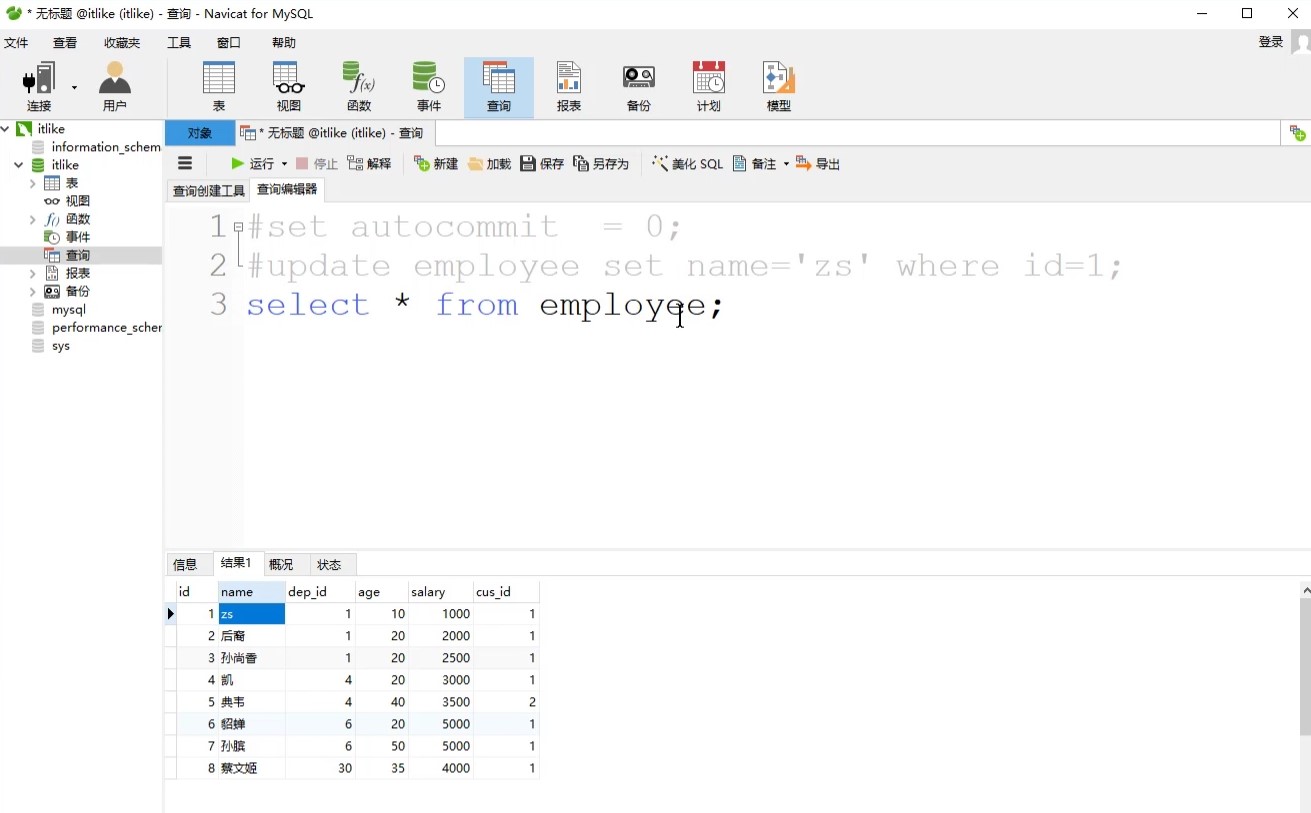 * 无标题 @itlike (itlike) - 查询 - Navicat for MySQL
文件 查看 收藏夹 工具 窗口 帮助 登录
连接 用户 表 视图 函数 事件 查询 报表 备份 计划 模型
itlike
information_schem
itlike
表
视图
函数
事件
查询
报表
备份
mysql
performance_scher
sys
对象 * 无标题 @itlike (itlike) - 查询
运行 停止 解释 新建 加载 保存 另存为 美化 SQL 备注 导出
查询创建工具 查询编辑器
1 #set autocommit = 0;
2 #update employee set name='zs' where id=1;
3 select * from employee;
信息 结果1 概况 状态
id name dep_id age salary cus_id
1 zs 1 10 1000 1
2 后裔 1 20 2000 1
3 孙尚香 1 20 2500 1
4 凯 4 20 3000 1
5 典韦 4 40 3500 2
6 貂蝉 6 20 5000 1
7 孙膑 6 50 5000 1
8 蔡文姬 30 35 4000 1